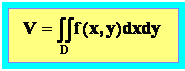 V = ∬f(x,y)dxdy
D